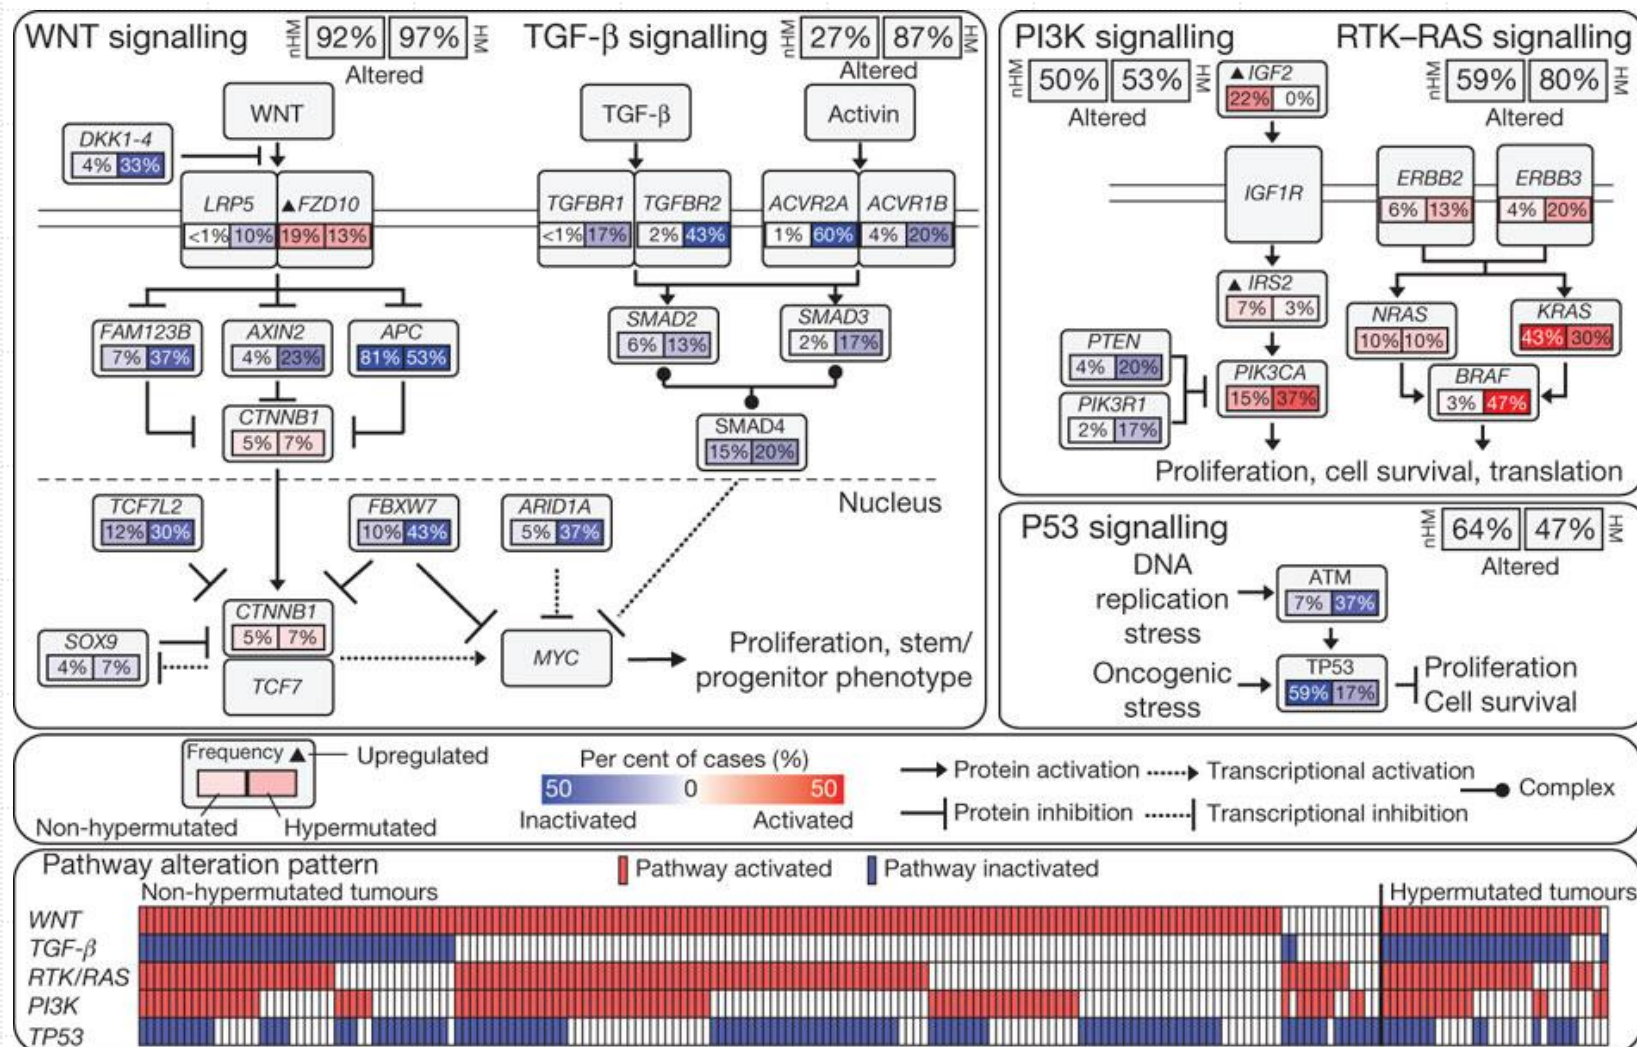 WNT signalling
nHM
92%
97%
HM
Altered
TGF-β signalling
nHM
27%
87%
HM
Altered
WNT
TGF-β
Activin
DKK1-4
4% 33%
LRP5
<1% 10%
▲FZD10
19% 13%
TGFBR1
<1% 17%
TGFBR2
2% 43%
ACVR2A
1% 60%
ACVR1B
4% 20%
FAM123B
7% 37%
AXIN2
4% 23%
APC
81% 53%
SMAD2
6% 13%
SMAD3
2% 17%
CTNNB1
5% 7%
SMAD4
15% 20%
Nucleus
TCF7L2
12% 30%
FBXW7
10% 43%
ARID1A
5% 37%
CTNNB1
5% 7%
TCF7
SOX9
4% 7%
MYC
Proliferation, stem/
progenitor phenotype
PI3K signalling
nHM
50%
53%
HM
Altered
RTK–RAS signalling
nHM
59%
80%
HM
Altered
▲IGF2
22% 0%
IGF1R
ERBB2
6% 13%
ERBB3
4% 20%
▲IRS2
7% 3%
NRAS
10% 10%
KRAS
43% 30%
PTEN
4% 20%
PIK3CA
15% 37%
BRAF
3% 47%
PIK3R1
2% 17%
Proliferation, cell survival, translation
P53 signalling
nHM
64%
47%
HM
Altered
DNA
replication
stress
ATM
7% 37%
Oncogenic
stress
TP53
59% 17%
Proliferation
Cell survival
Frequency ▲
Upregulated
Non-hypermutated
Hypermutated
Per cent of cases (%)
50
0
50
Inactivated
Activated
Protein activation
Transcriptional activation
Complex
Protein inhibition
Transcriptional inhibition
Pathway alteration pattern
Pathway activated
Pathway inactivated
Non-hypermutated tumours
Hypermutated tumours
WNT
TGF-β
RTK/RAS
PI3K
TP53